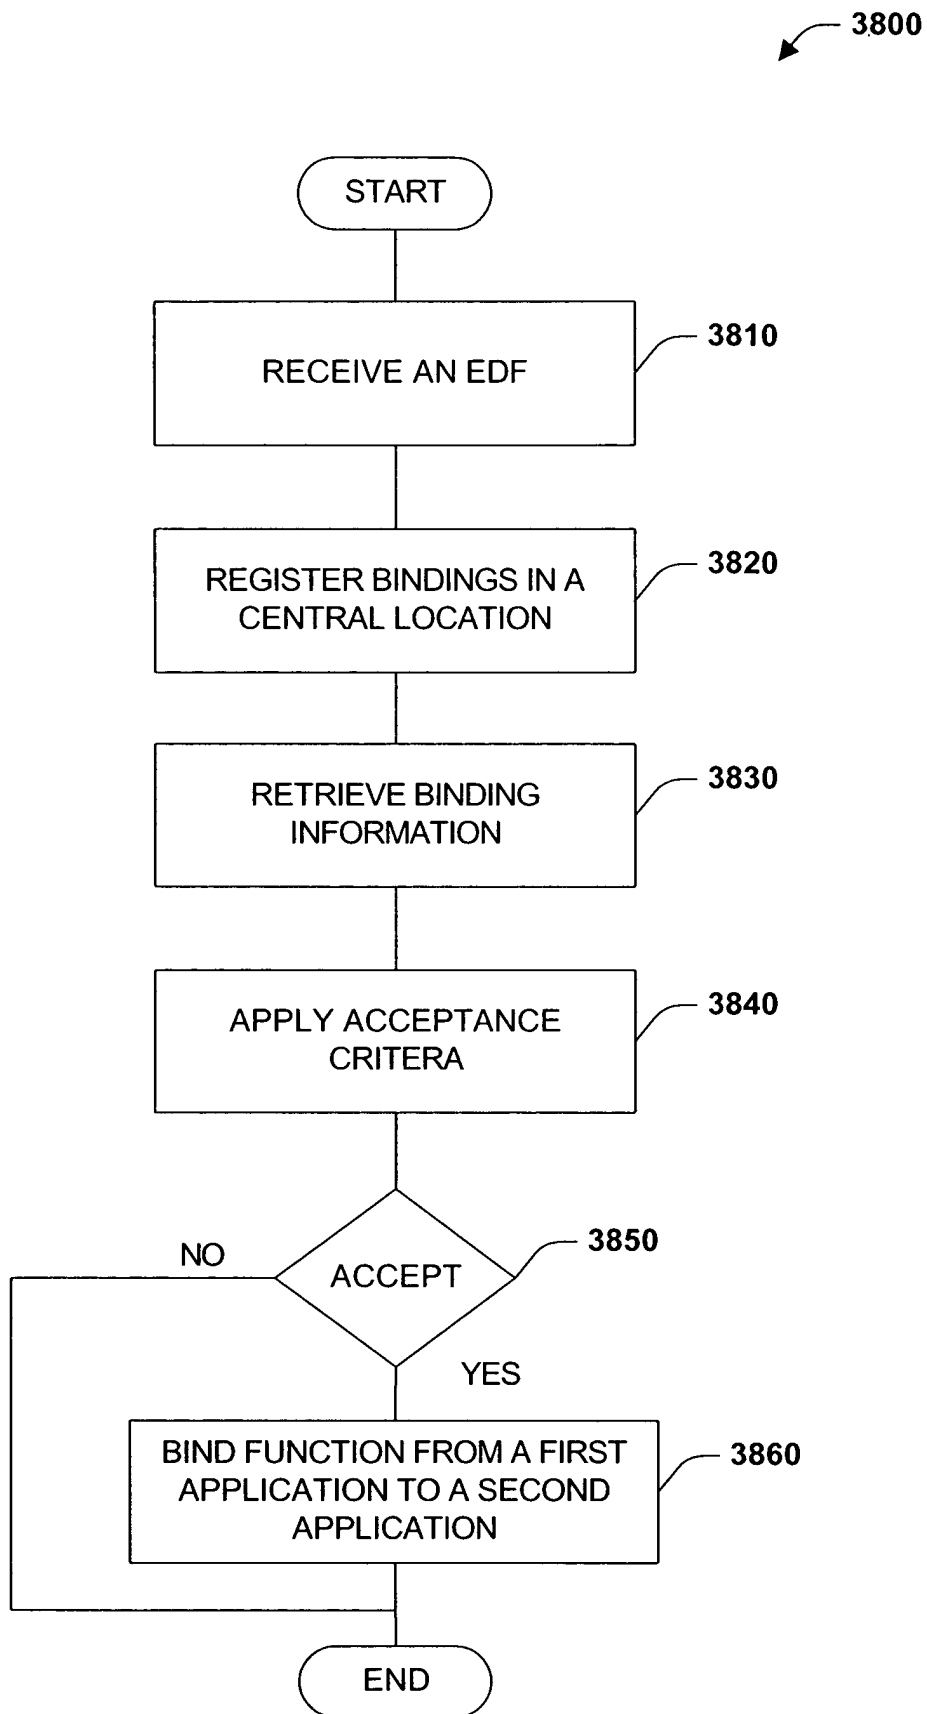 3800
START
RECEIVE AN EDF
3810
REGISTER BINDINGS IN A
CENTRAL LOCATION
3820
RETRIEVE BINDING
INFORMATION
3830
APPLY ACCEPTANCE
CRITERA
3840
NO
ACCEPT
3850
YES
BIND FUNCTION FROM A FIRST
APPLICATION TO A SECOND
APPLICATION
3860
END